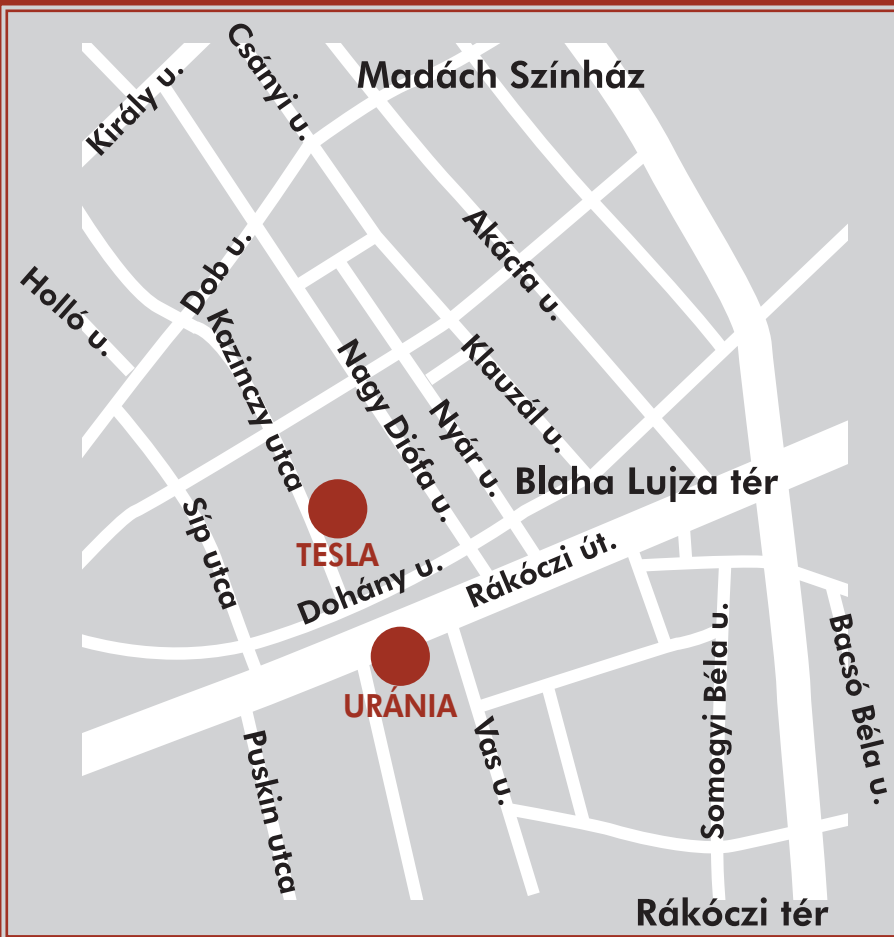 Csányi u.
Madách Színház
Király u.
Akácfa u.
Dob u.
Holló u.
Kazinczy utca
Nagy Diófa u.
Klauzál u.
Nyár u.
Blaha Lujza tér
Síp utca
TESLA
Dohány u.
Rákóczi út.
URÁNIA
Somogyi Béla u.
Bacsó Béla u.
Vas u.
Puskin utca
Rákóczi tér